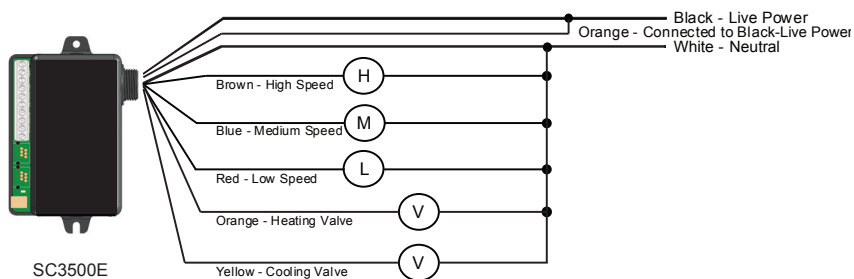 Black - Live Power
Orange - Connected to Black-Live Power
White - Neutral
Brown - High Speed
H
Blue - Medium Speed
M
Red - Low Speed
L
Orange - Heating Valve
V
Yellow - Cooling Valve
V
SC3500E